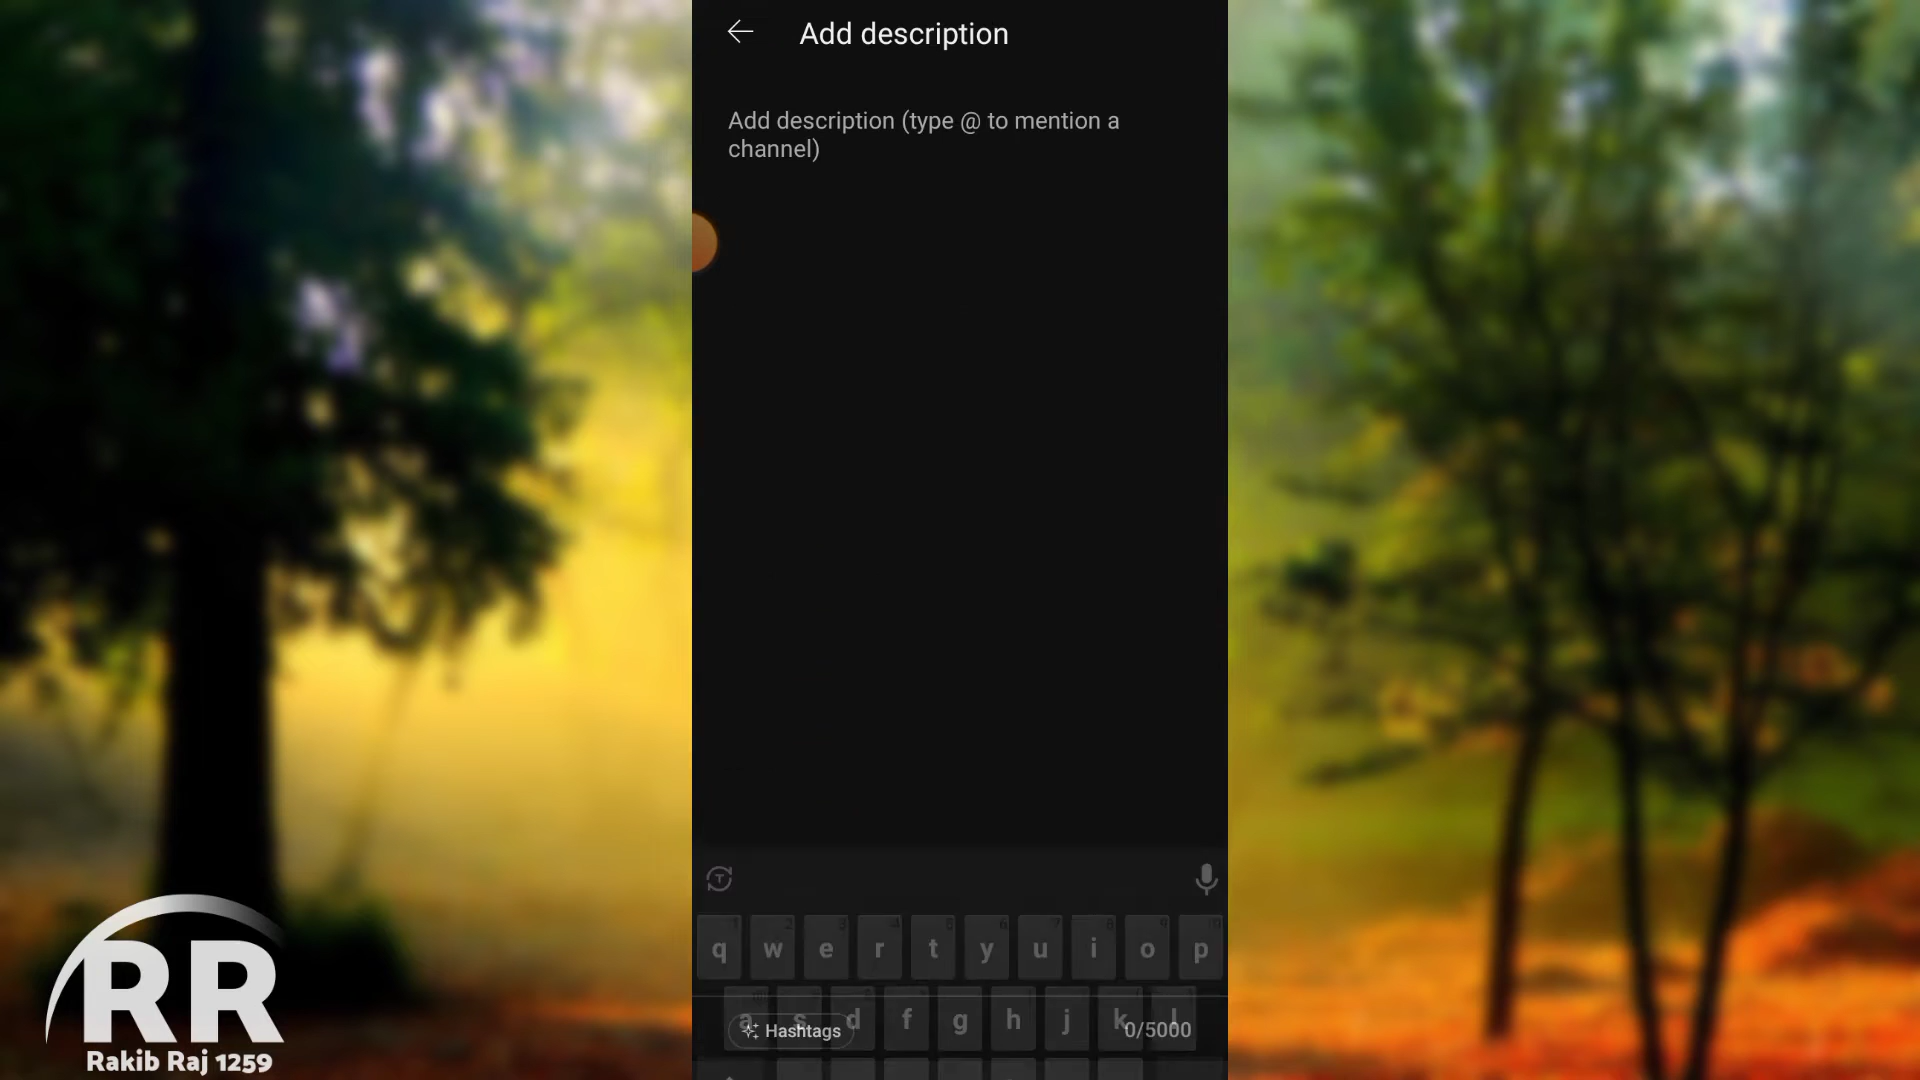 Add description
Add description (type @ to mention a
channel)
q w e r t y u i o p
a s d f g h j k l
Hashtags
0/5000
RR
Rakib Raj 1259